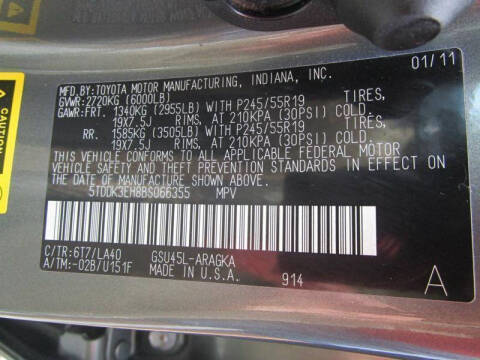 MFD.BY:TOYOTA MOTOR MANUFACTURING, INDIANA, INC. 01/11
GVWR:2720KG (6000LB)
GAWR:FRT. 1340KG (2955LB) WITH P245/55R19 TIRES,
19X7.5J RIMS, AT 210KPA (30PSI) COLD.
RR. 1585KG (3505LB) WITH P245/55R19 TIRES,
19X7.5J RIMS, AT 210KPA (30PSI) COLD.
THIS VEHICLE CONFORMS TO ALL APPLICABLE FEDERAL MOTOR
VEHICLE SAFETY AND THEFT PREVENTION STANDARDS IN EFFECT ON
THE DATE OF MANUFACTURE SHOWN ABOVE.
5TDDK3EH8BS066355 MPV
C/TR:6T7/LA40 GSU45L-ARAGKA
A/TM:-02B/U151F MADE IN U.S.A. 914 A
CAUTION